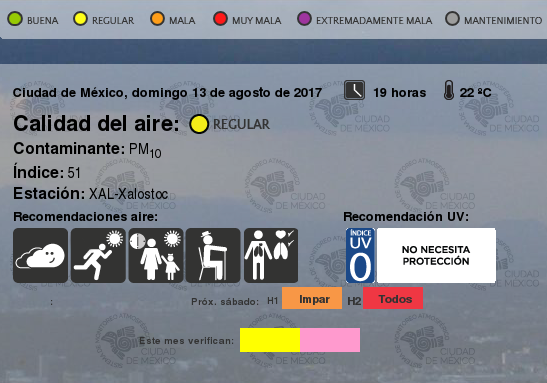 BUENA REGULAR MALA MUY MALA EXTREMADAMENTE MALA MANTENIMIENTO
Ciudad de México, domingo 13 de agosto de 2017 19 horas 22 ºC
Calidad del aire: REGULAR
Contaminante: PM10
Índice: 51
Estación: XAL-Xalostoc
Recomendaciones aire: Recomendación UV:
ÍNDICE
UV
0
NO NECESITA
PROTECCIÓN
: Próx. sábado: H1 Impar H2 Todos
Este mes verifican:
CIUDAD
DE MÉXICO